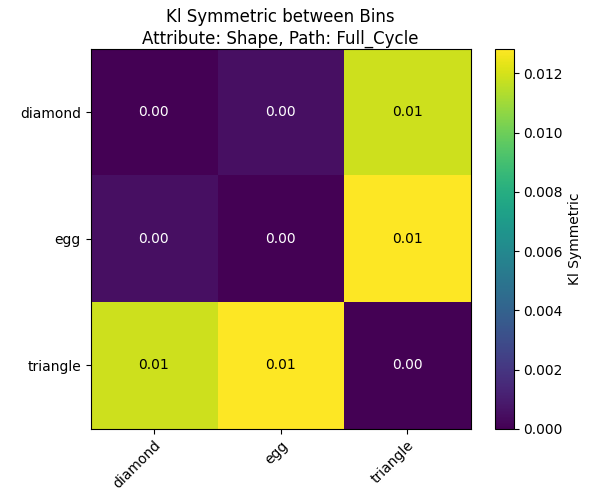 Kl Symmetric between Bins
Attribute: Shape, Path: Full_Cycle
diamond
0.00
0.00
0.01
egg
0.00
0.00
0.01
triangle
0.01
0.01
0.00
diamond
egg
triangle
0.012
0.010
0.008
0.006
0.004
0.002
0.000
Kl Symmetric